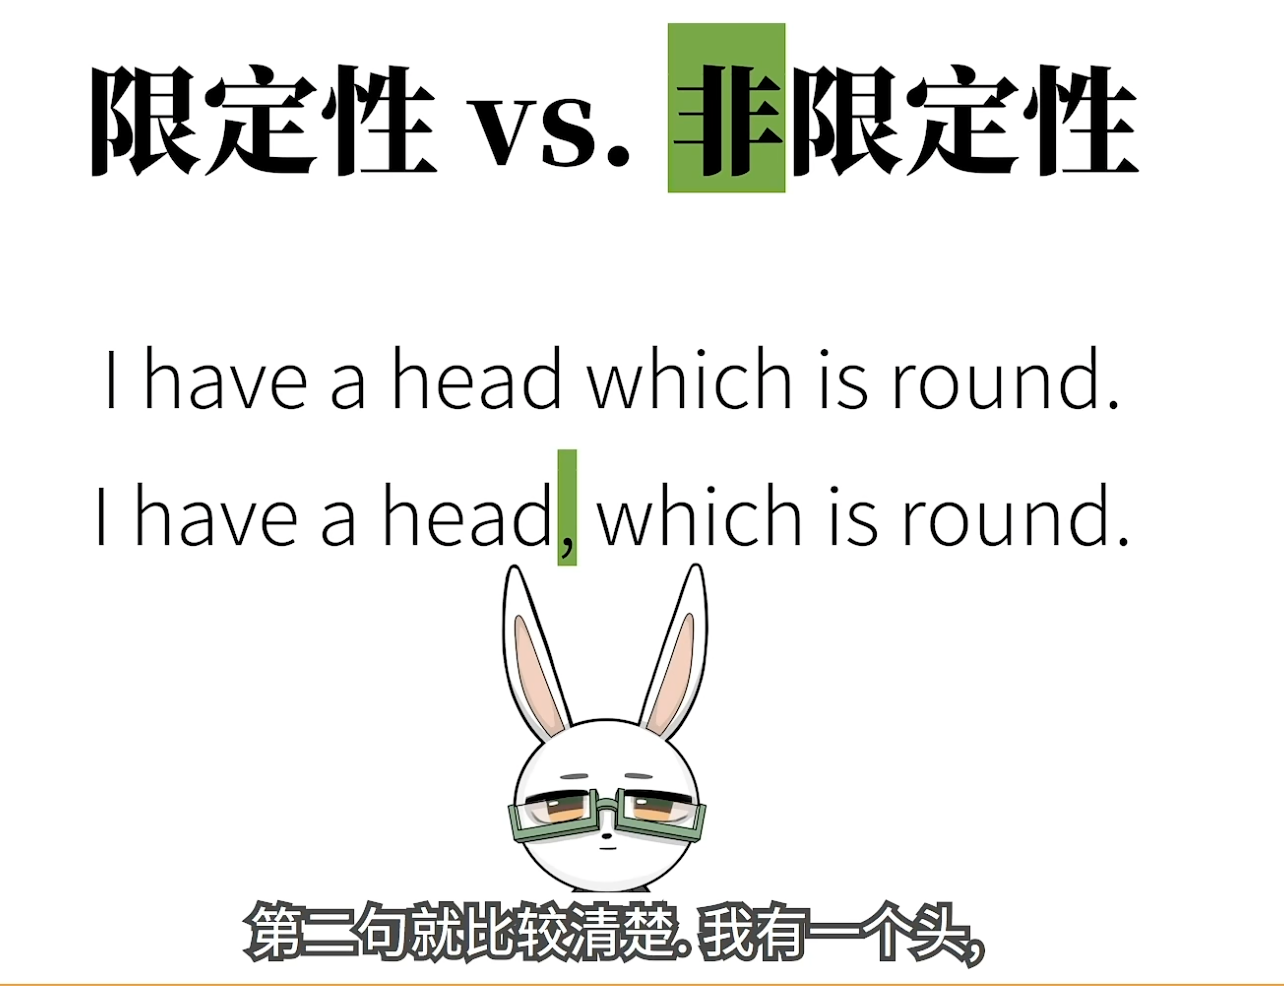 限定性 vs. 非限定性
I have a head which is round.
I have a head, which is round.
第二句就比较清楚. 我有一个头,